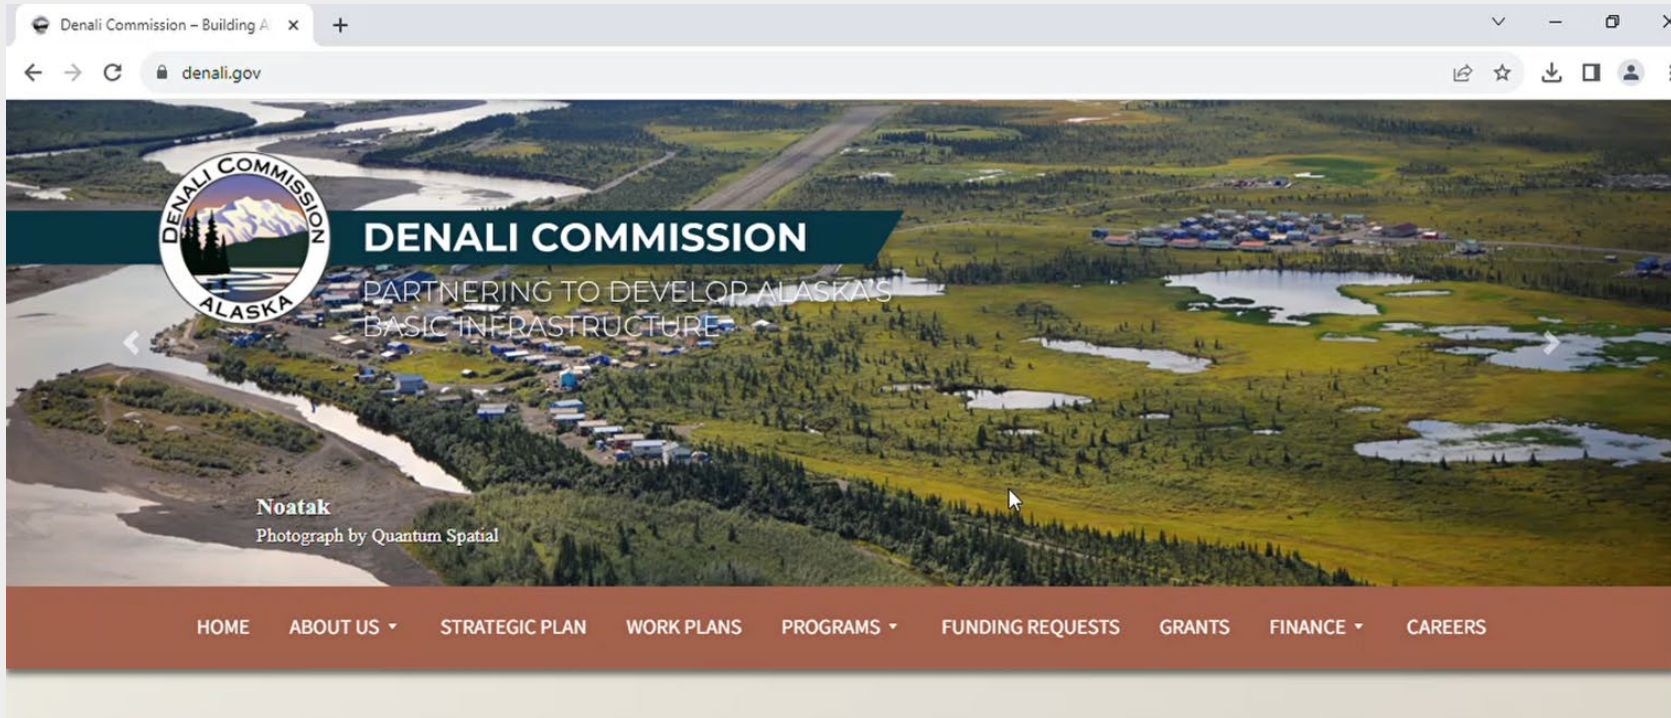 Denali Commission – Building A
denali.gov
DENALI COMMISSION
ALASKA
DENALI COMMISSION
PARTNERING TO DEVELOP ALASKA'S
BASIC INFRASTRUCTURE
Noatak
Photograph by Quantum Spatial
HOME ABOUT US STRATEGIC PLAN WORK PLANS PROGRAMS FUNDING REQUESTS GRANTS FINANCE CAREERS